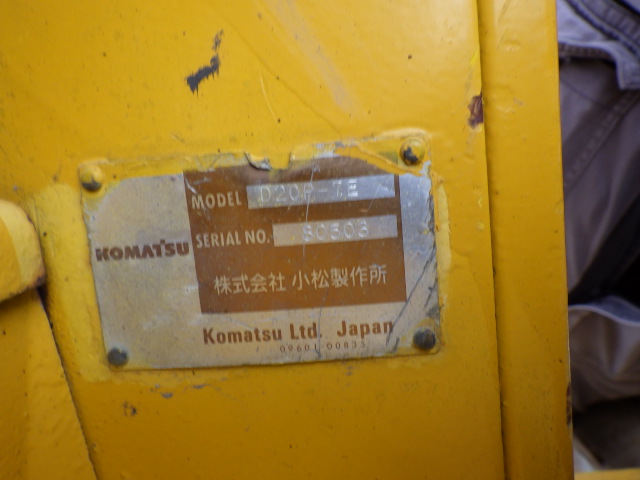 MODEL D20P-7E
SERIAL NO. 80503
KOMATSU
株式会社 小松製作所
Komatsu Ltd. Japan
09601-00833